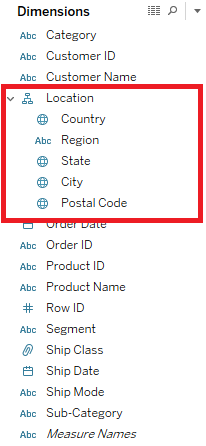 Dimensions
Abc Category
Abc Customer ID
Abc Customer Name
Location
Country
Abc Region
State
City
Postal Code
Order Date
Abc Order ID
Abc Product ID
Abc Product Name
# Row ID
Abc Segment
Ship Class
Ship Date
Abc Ship Mode
Abc Sub-Category
Abc Measure Names